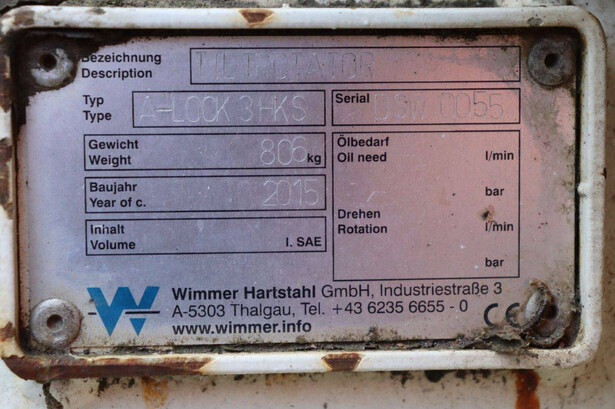 Bezeichnung
Description TILTROTATOR
Typ
Type A-LOCK 3 HKS Serial DSW 0055
Gewicht
Weight 806 kg
Ölbedarf
Oil need l/min
bar
Baujahr
Year of c. 2015
Drehen
Rotation l/min
bar
Inhalt
Volume l. SAE
W
Wimmer Hartstahl GmbH, Industriestraße 3
A-5303 Thalgau, Tel. +43 6235 6655 - 0
www.wimmer.info
CE